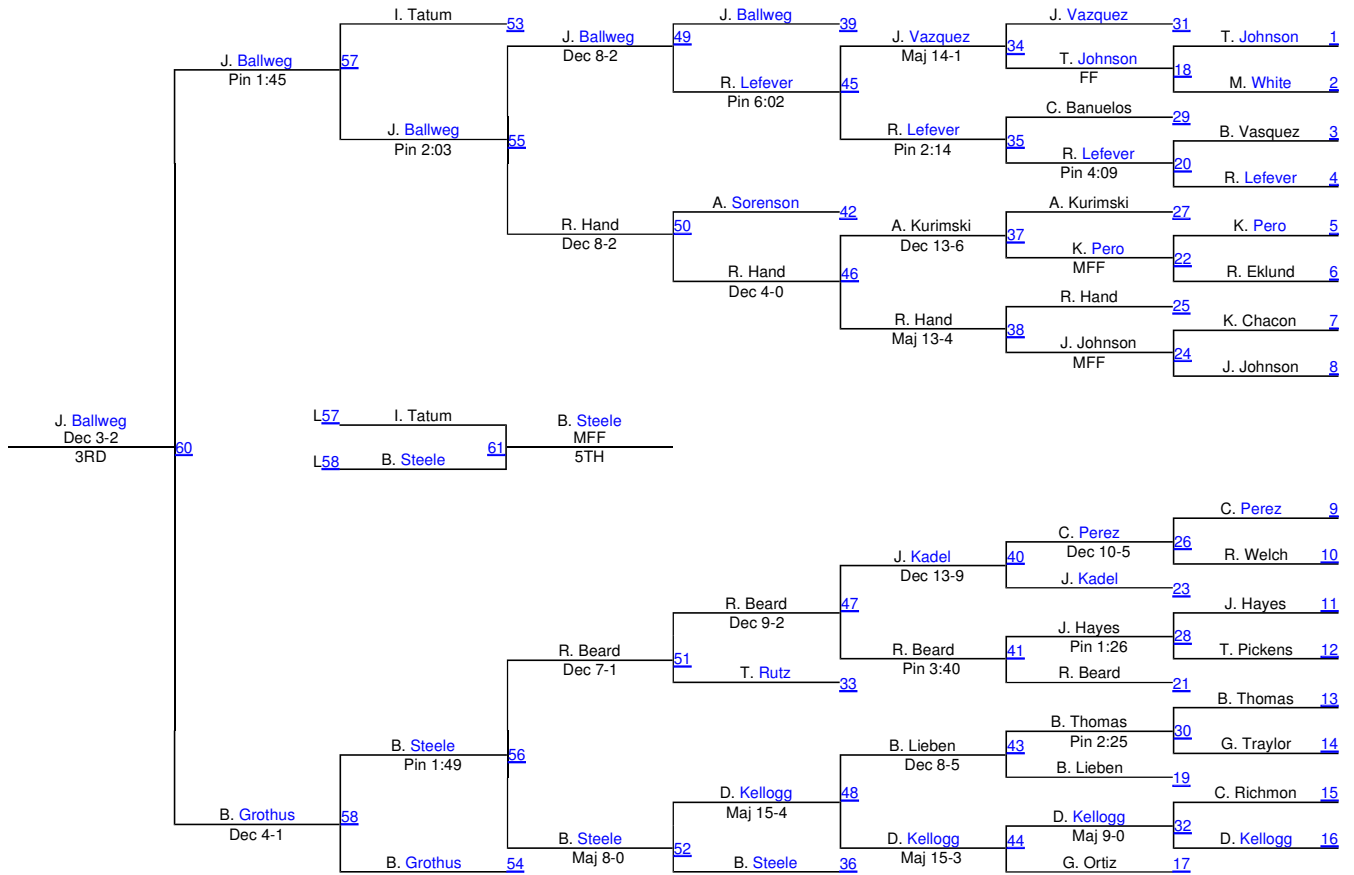 I. Tatum 53
J. Ballweg 39
J. Vazquez 31
J. Ballweg 49
Dec 8-2
J. Vazquez 34
Maj 14-1
T. Johnson 1
J. Ballweg 57
Pin 1:45
T. Johnson 18
FF
R. Lefever 45
Pin 6:02
M. White 2
C. Banuelos 29
J. Ballweg 55
Pin 2:03
R. Lefever 35
Pin 2:14
B. Vasquez 3
R. Lefever 20
Pin 4:09
R. Lefever 4
A. Sorenson 42
A. Kurimski 27
R. Hand 50
Dec 8-2
A. Kurimski 37
Dec 13-6
K. Pero 5
K. Pero 22
MFF
R. Hand 46
Dec 4-0
R. Eklund 6
R. Hand 25
R. Hand 38
Maj 13-4
K. Chacon 7
J. Johnson 24
MFF
J. Johnson 8
J. Ballweg
Dec 3-2
3RD
60
L57 I. Tatum
L58 B. Steele
61
B. Steele
MFF
5TH
C. Perez 9
C. Perez 26
Dec 10-5
J. Kadel 40
Dec 13-9
R. Welch 10
J. Kadel 23
R. Beard 47
Dec 9-2
J. Hayes 11
J. Hayes 28
Pin 1:26
R. Beard 51
Dec 7-1
R. Beard 41
Pin 3:40
T. Pickens 12
T. Rutz 33
R. Beard 21
B. Thomas 13
B. Thomas 30
Pin 2:25
B. Steele 56
Pin 1:49
B. Lieben 43
Dec 8-5
G. Traylor 14
B. Lieben 19
D. Kellogg 48
Maj 15-4
C. Richmon 15
B. Grothus 58
Dec 4-1
D. Kellogg 32
Maj 9-0
B. Steele 52
Maj 8-0
D. Kellogg 44
Maj 15-3
D. Kellogg 16
B. Grothus 54
B. Steele 36
G. Ortiz 17